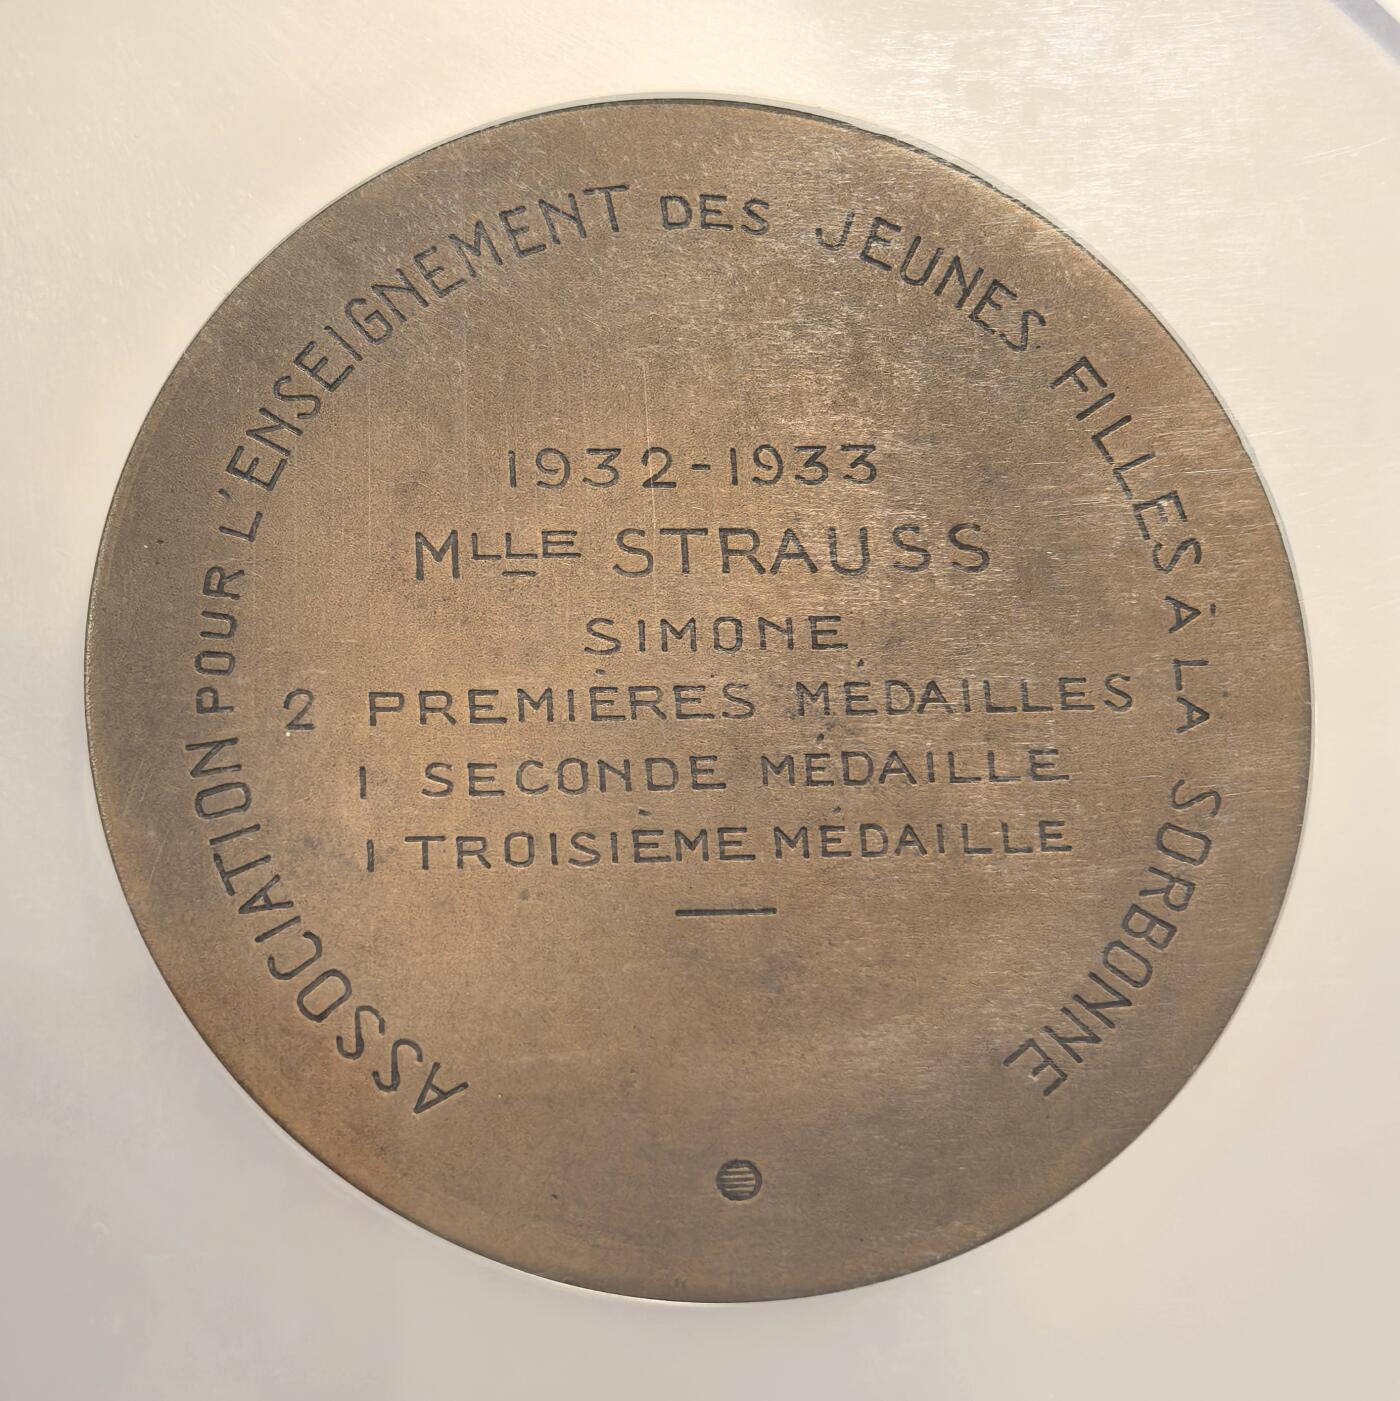 ASSOCIATION POUR L'ENSEIGNEMENT DES JEUNES FILLES À LA SORBONNE
1932-1933
MLLE STRAUSS
SIMONE
2 PREMIÈRES MÉDAILLES
1 SECONDE MÉDAILLE
1 TROISIÈME MÉDAILLE